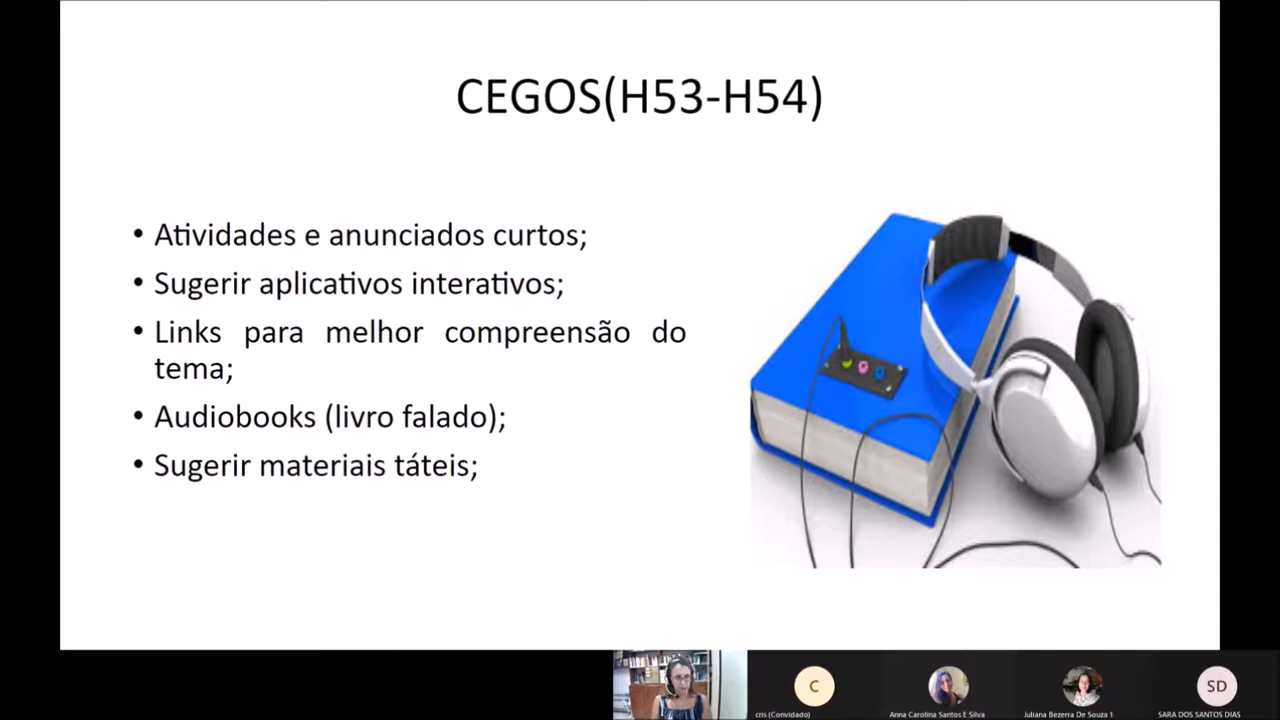 CEGOS(H53-H54)
• Atividades e anunciados curtos;
• Sugerir aplicativos interativos;
• Links para melhor compreensão do
tema;
• Audiobooks (livro falado);
• Sugerir materiais táteis;
C
SD
cris (Convidado)
Anna Carolina Santos E Silva
Juliana Bezerra De Souza 1
SARA DOS SANTOS DIAS